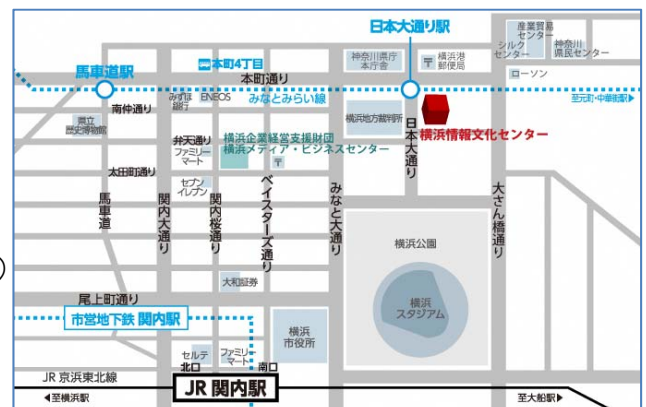 日本大通り駅
産業貿易
センター
シルク
センター
神奈川
県民センター
神奈川県庁
本庁舎
横浜港
郵便局
ローソン
本町4丁目
馬車道駅
本町通り
みずほ
銀行
ENEOS
みなとみらい線
至元町・中華街駅▶
南仲通り
県立
歴史博物館
横浜地方裁判所
日本大通り
横浜情報文化センター
弁天通り
ファミリー
マート
横浜企業経営支援財団
横浜メディア・ビジネスセンター
太田町通り
セブン
イレブン
馬車道
関内大通り
関内桜通り
ベイスターズ通り
みなと大通り
大さん橋通り
横浜公園
横浜
スタジアム
大和証券
尾上町通り
市営地下鉄 関内駅
横浜
市役所
セルテ
ファミリー
マート
北口
南口
JR 京浜東北線
JR 関内駅
◀至横浜駅
至大船駅▶